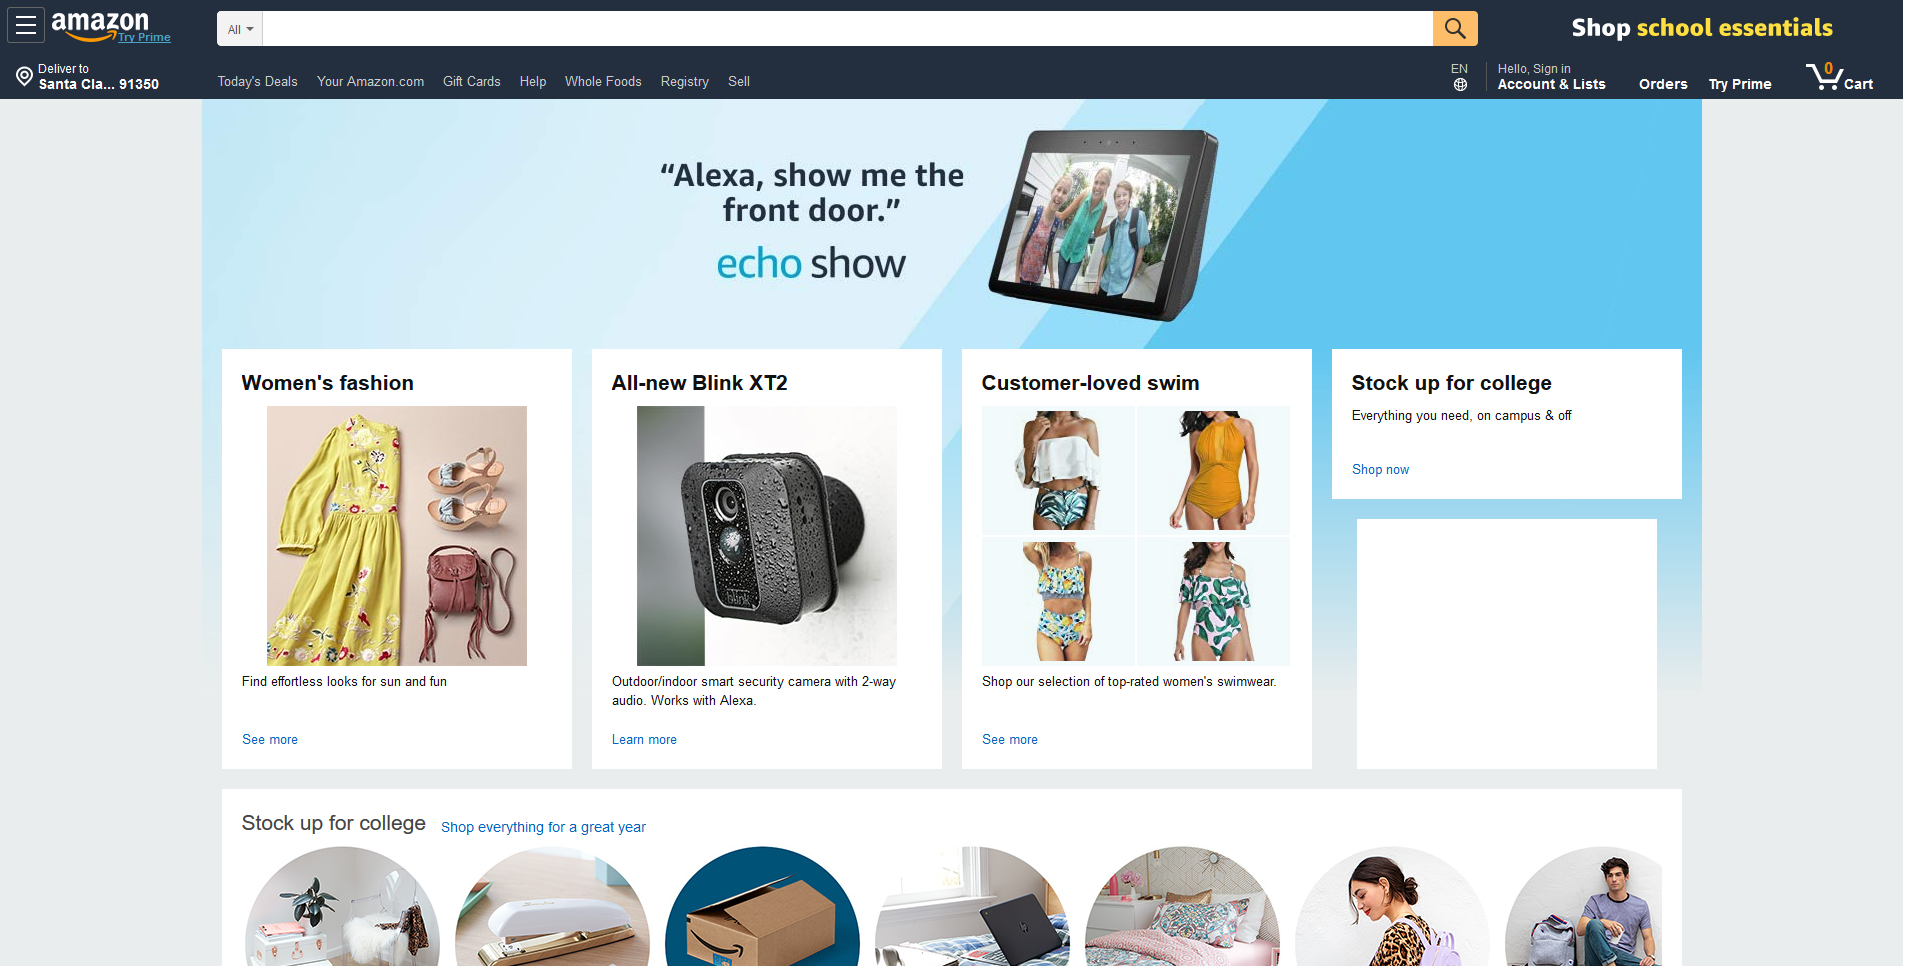 amazon
Try Prime
All
Shop school essentials
Deliver to
Santa Cla... 91350
Today's Deals
Your Amazon.com
Gift Cards
Help
Whole Foods
Registry
Sell
EN
Hello, Sign in
Account & Lists
Orders
Try Prime
0
Cart
“Alexa, show me the
front door.”
echo show
Women's fashion
Find effortless looks for sun and fun
See more
All-new Blink XT2
blink
Outdoor/indoor smart security camera with 2-way
audio. Works with Alexa.
Learn more
Customer-loved swim
Shop our selection of top-rated women's swimwear.
See more
Stock up for college
Everything you need, on campus & off
Shop now
Stock up for college
Shop everything for a great year